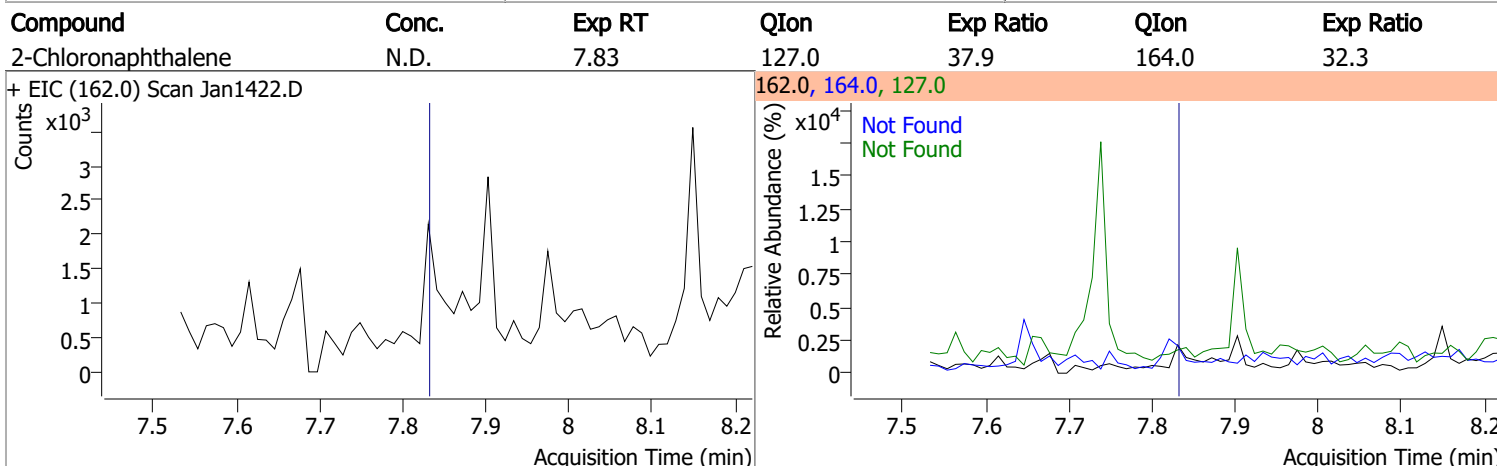 Compound Conc. Exp RT QIon Exp Ratio QIon Exp Ratio
2-Chloronaphthalene N.D. 7.83 127.0 37.9 164.0 32.3
+ EIC (162.0) Scan Jan1422.D
Counts
x10³
3
2.5
2
1.5
1
0.5
0
7.5 7.6 7.7 7.8 7.9 8 8.1 8.2
Acquisition Time (min)
162.0, 164.0, 127.0
Relative Abundance (%)
x10⁴
Not Found
Not Found
1.5
1.25
1
0.75
0.5
0.25
0
7.5 7.6 7.7 7.8 7.9 8 8.1 8.2
Acquisition Time (min)